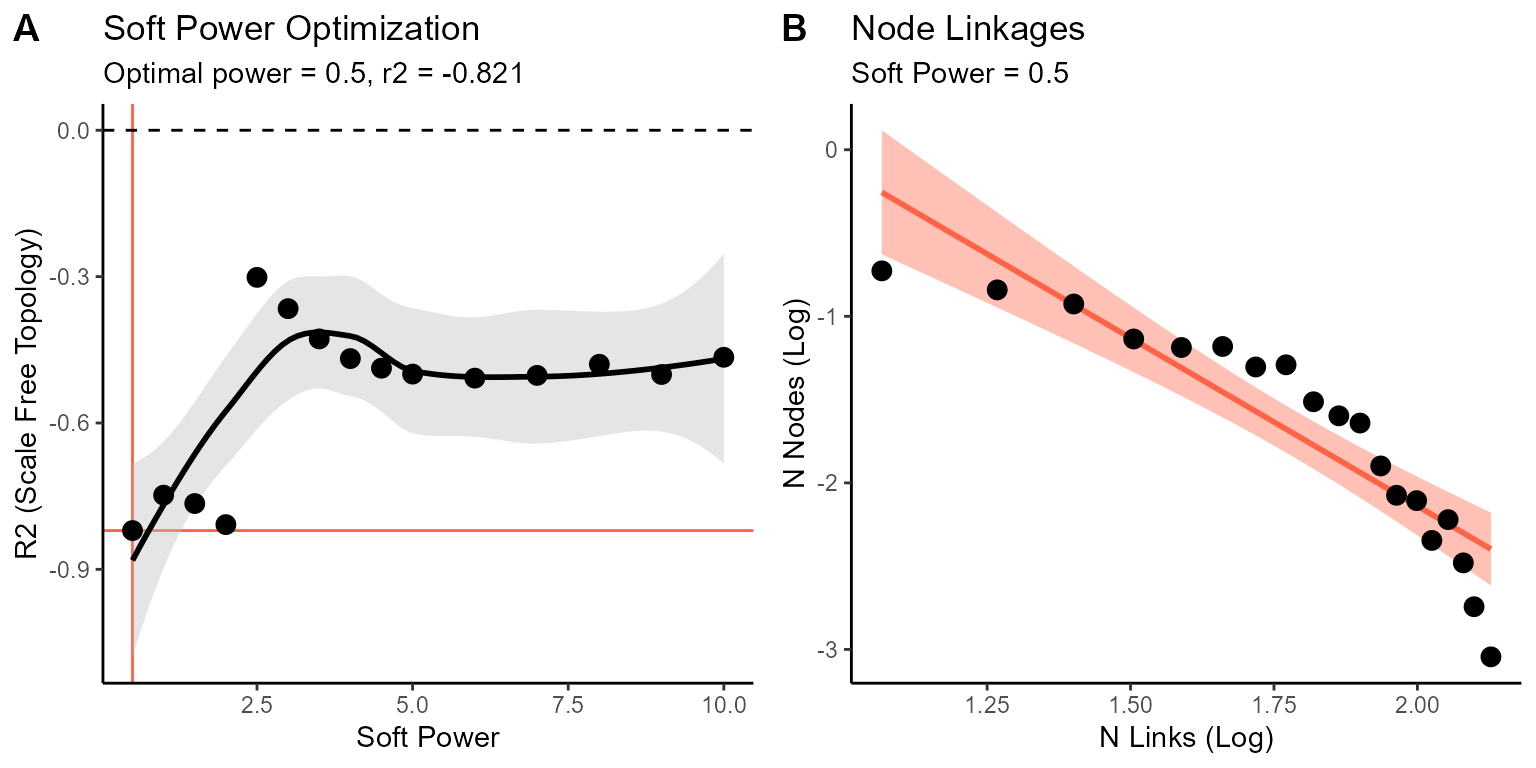 A
Soft Power Optimization
Optimal power = 0.5, r2 = -0.821
R2 (Scale Free Topology)
0.0
-0.3
-0.6
-0.9
2.5
5.0
7.5
10.0
Soft Power
B
Node Linkages
Soft Power = 0.5
N Nodes (Log)
0
-1
-2
-3
1.25
1.50
1.75
2.00
N Links (Log)